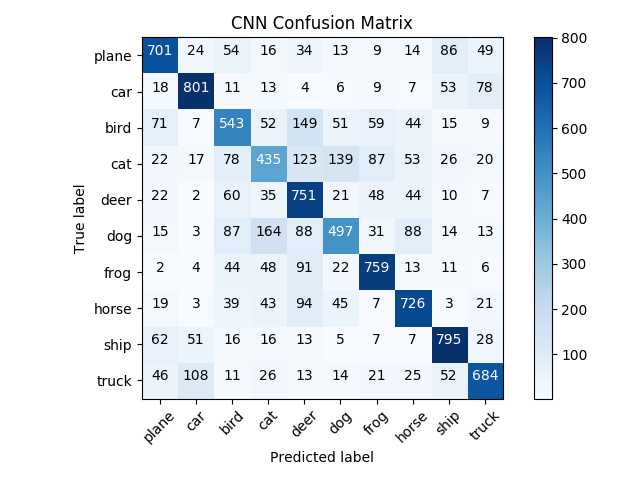 CNN Confusion Matrix
True label
plane 701 24 54 16 34 13 9 14 86 49
car 18 801 11 13 4 6 9 7 53 78
bird 71 7 543 52 149 51 59 44 15 9
cat 22 17 78 435 123 139 87 53 26 20
deer 22 2 60 35 751 21 48 44 10 7
dog 15 3 87 164 88 497 31 88 14 13
frog 2 4 44 48 91 22 759 13 11 6
horse 19 3 39 43 94 45 7 726 3 21
ship 62 51 16 16 13 5 7 7 795 28
truck 46 108 11 26 13 14 21 25 52 684
plane car bird cat deer dog frog horse ship truck
Predicted label
800
700
600
500
400
300
200
100